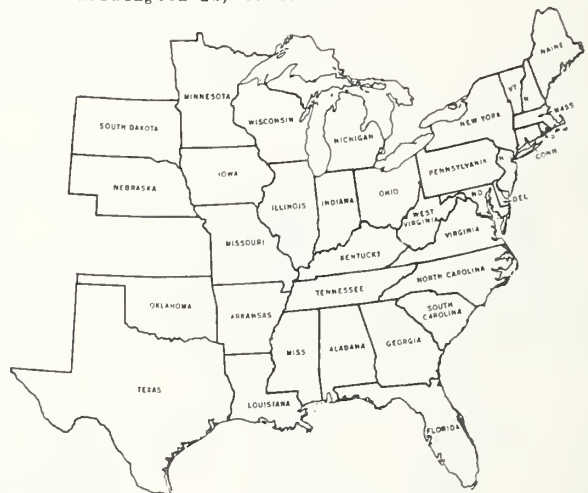 MAINE
MINNESOTA
VT
N
MASS
WISCONSIN
NEW YORK
SOUTH DAKOTA
MICHIGAN
CONN
IOWA
PENNSYLVANIA
N
NEBRASKA
ILLINOIS
INDIANA
OHIO
MD
DEL
WEST
VIRGINIA
VIRGINIA
MISSOURI
KENTUCKY
NORTH CAROLINA
TENNESSEE
OKLAHOMA
ARKANSAS
SOUTH
CAROLINA
MISS
ALABAMA
GEORGIA
TEXAS
LOUISIANA
FLORIDA